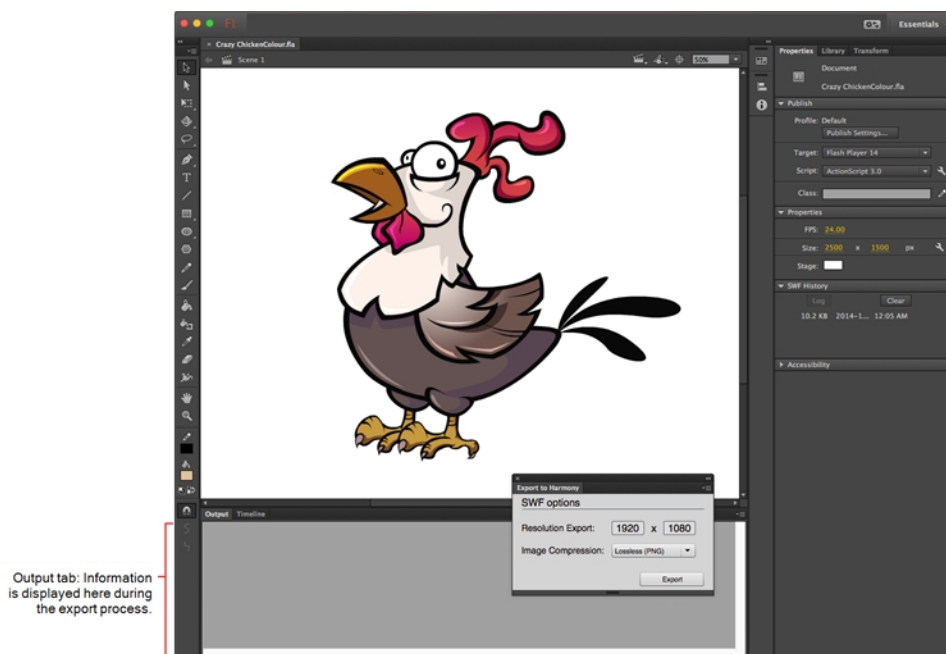 Fl
Essentials
× Crazy ChickenColour.fla
Scene 1
50%
Properties Library Transform
Document
Crazy ChickenColour.fla
Publish
Profile: Default
Publish Settings...
Target: Flash Player 14
Script: ActionScript 3.0
Class:
Properties
FPS: 24.00
Size: 2500 x 1500 px
Stage:
SWF History
Log Clear
10.2 KB 2014-1... 12:05 AM
Accessibility
Export to Harmony
SWF options
Resolution Export: 1920 x 1080
Image Compression: Lossless (PNG)
Export
Output Timeline
Output tab: Information
is displayed here during
the export process.